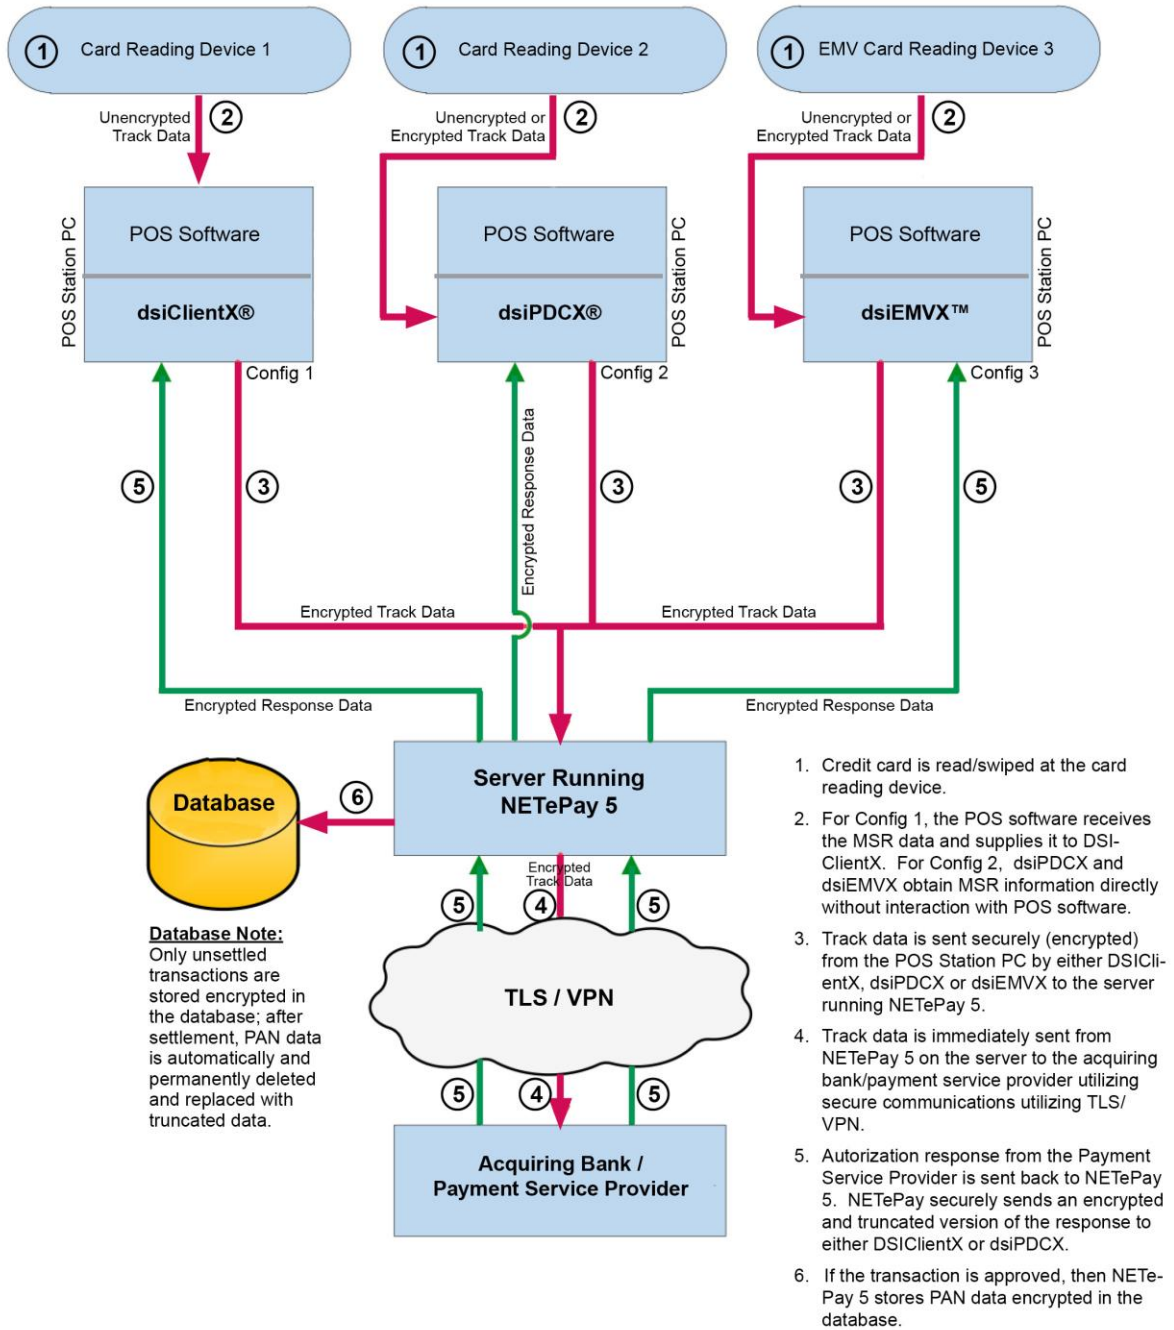 1 Card Reading Device 1
1 Card Reading Device 2
1 EMV Card Reading Device 3
Unencrypted
Track Data
2
Unencrypted or
Encrypted Track Data
2
Unencrypted or
Encrypted Track Data
2
POS Station PC
POS Software
dsiClientX®
Config 1
POS Software
dsiPDCX®
POS Station PC
Config 2
POS Software
dsiEMVX™
POS Station PC
Config 3
5
3
Encrypted Response Data
3
3
5
Encrypted Track Data
Encrypted Track Data
Encrypted Response Data
Encrypted Response Data
Server Running
NETePay 5
6
Database
Database Note:
Only unsettled
transactions are
stored encrypted in
the database; after
settlement, PAN data
is automatically and
permanently deleted
and replaced with
truncated data.
Encrypted
Track Data
5
4
5
TLS / VPN
5
4
5
Acquiring Bank /
Payment Service Provider
1. Credit card is read/swiped at the card
reading device.
2. For Config 1, the POS software receives
the MSR data and supplies it to DSI-
ClientX. For Config 2, dsiPDCX and
dsiEMVX obtain MSR information directly
without interaction with POS software.
3. Track data is sent securely (encrypted)
from the POS Station PC by either DSICli-
entX, dsiPDCX or dsiEMVX to the server
running NETePay 5.
4. Track data is immediately sent from
NETePay 5 on the server to the acquiring
bank/payment service provider utilizing
secure communications utilizing TLS/
VPN.
5. Autorization response from the Payment
Service Provider is sent back to NETePay
5. NETePay securely sends an encrypted
and truncated version of the response to
either DSIClientX or dsiPDCX.
6. If the transaction is approved, then NETe-
Pay 5 stores PAN data encrypted in the
database.